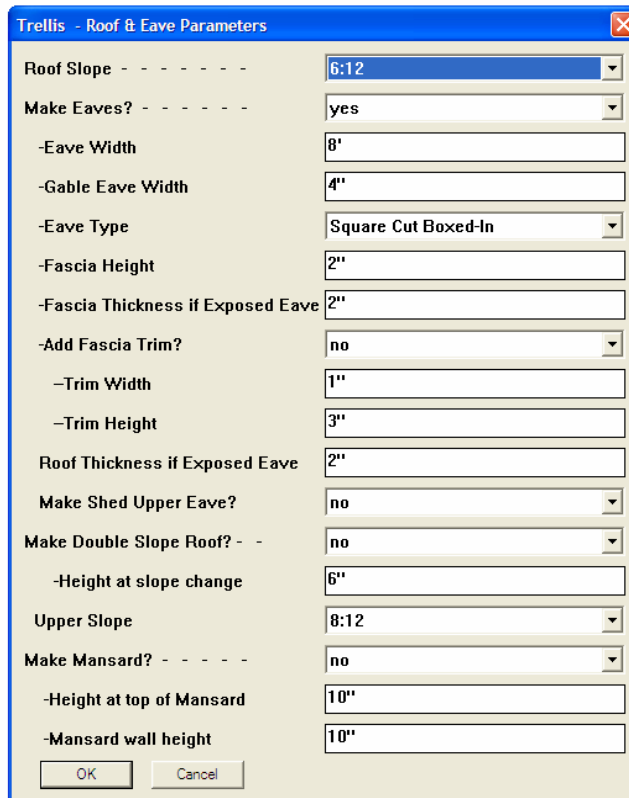 Trellis - Roof & Eave Parameters
Roof Slope - - - - - - - 6:12
Make Eaves? - - - - - - yes
-Eave Width 8'
-Gable Eave Width 4"
-Eave Type Square Cut Boxed-In
-Fascia Height 2"
-Fascia Thickness if Exposed Eave 2"
-Add Fascia Trim? no
--Trim Width 1"
--Trim Height 3"
Roof Thickness if Exposed Eave 2"
Make Shed Upper Eave? no
Make Double Slope Roof? - - no
-Height at slope change 6"
Upper Slope 8:12
Make Mansard? - - - - - no
-Height at top of Mansard 10"
-Mansard wall height 10"
OK Cancel